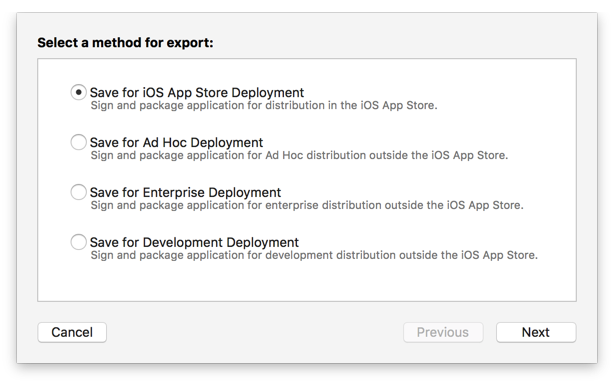 Select a method for export:
Save for iOS App Store Deployment
Sign and package application for distribution in the iOS App Store.
Save for Ad Hoc Deployment
Sign and package application for Ad Hoc distribution outside the iOS App Store.
Save for Enterprise Deployment
Sign and package application for enterprise distribution outside the iOS App Store.
Save for Development Deployment
Sign and package application for development distribution outside the iOS App Store.
Cancel
Previous
Next